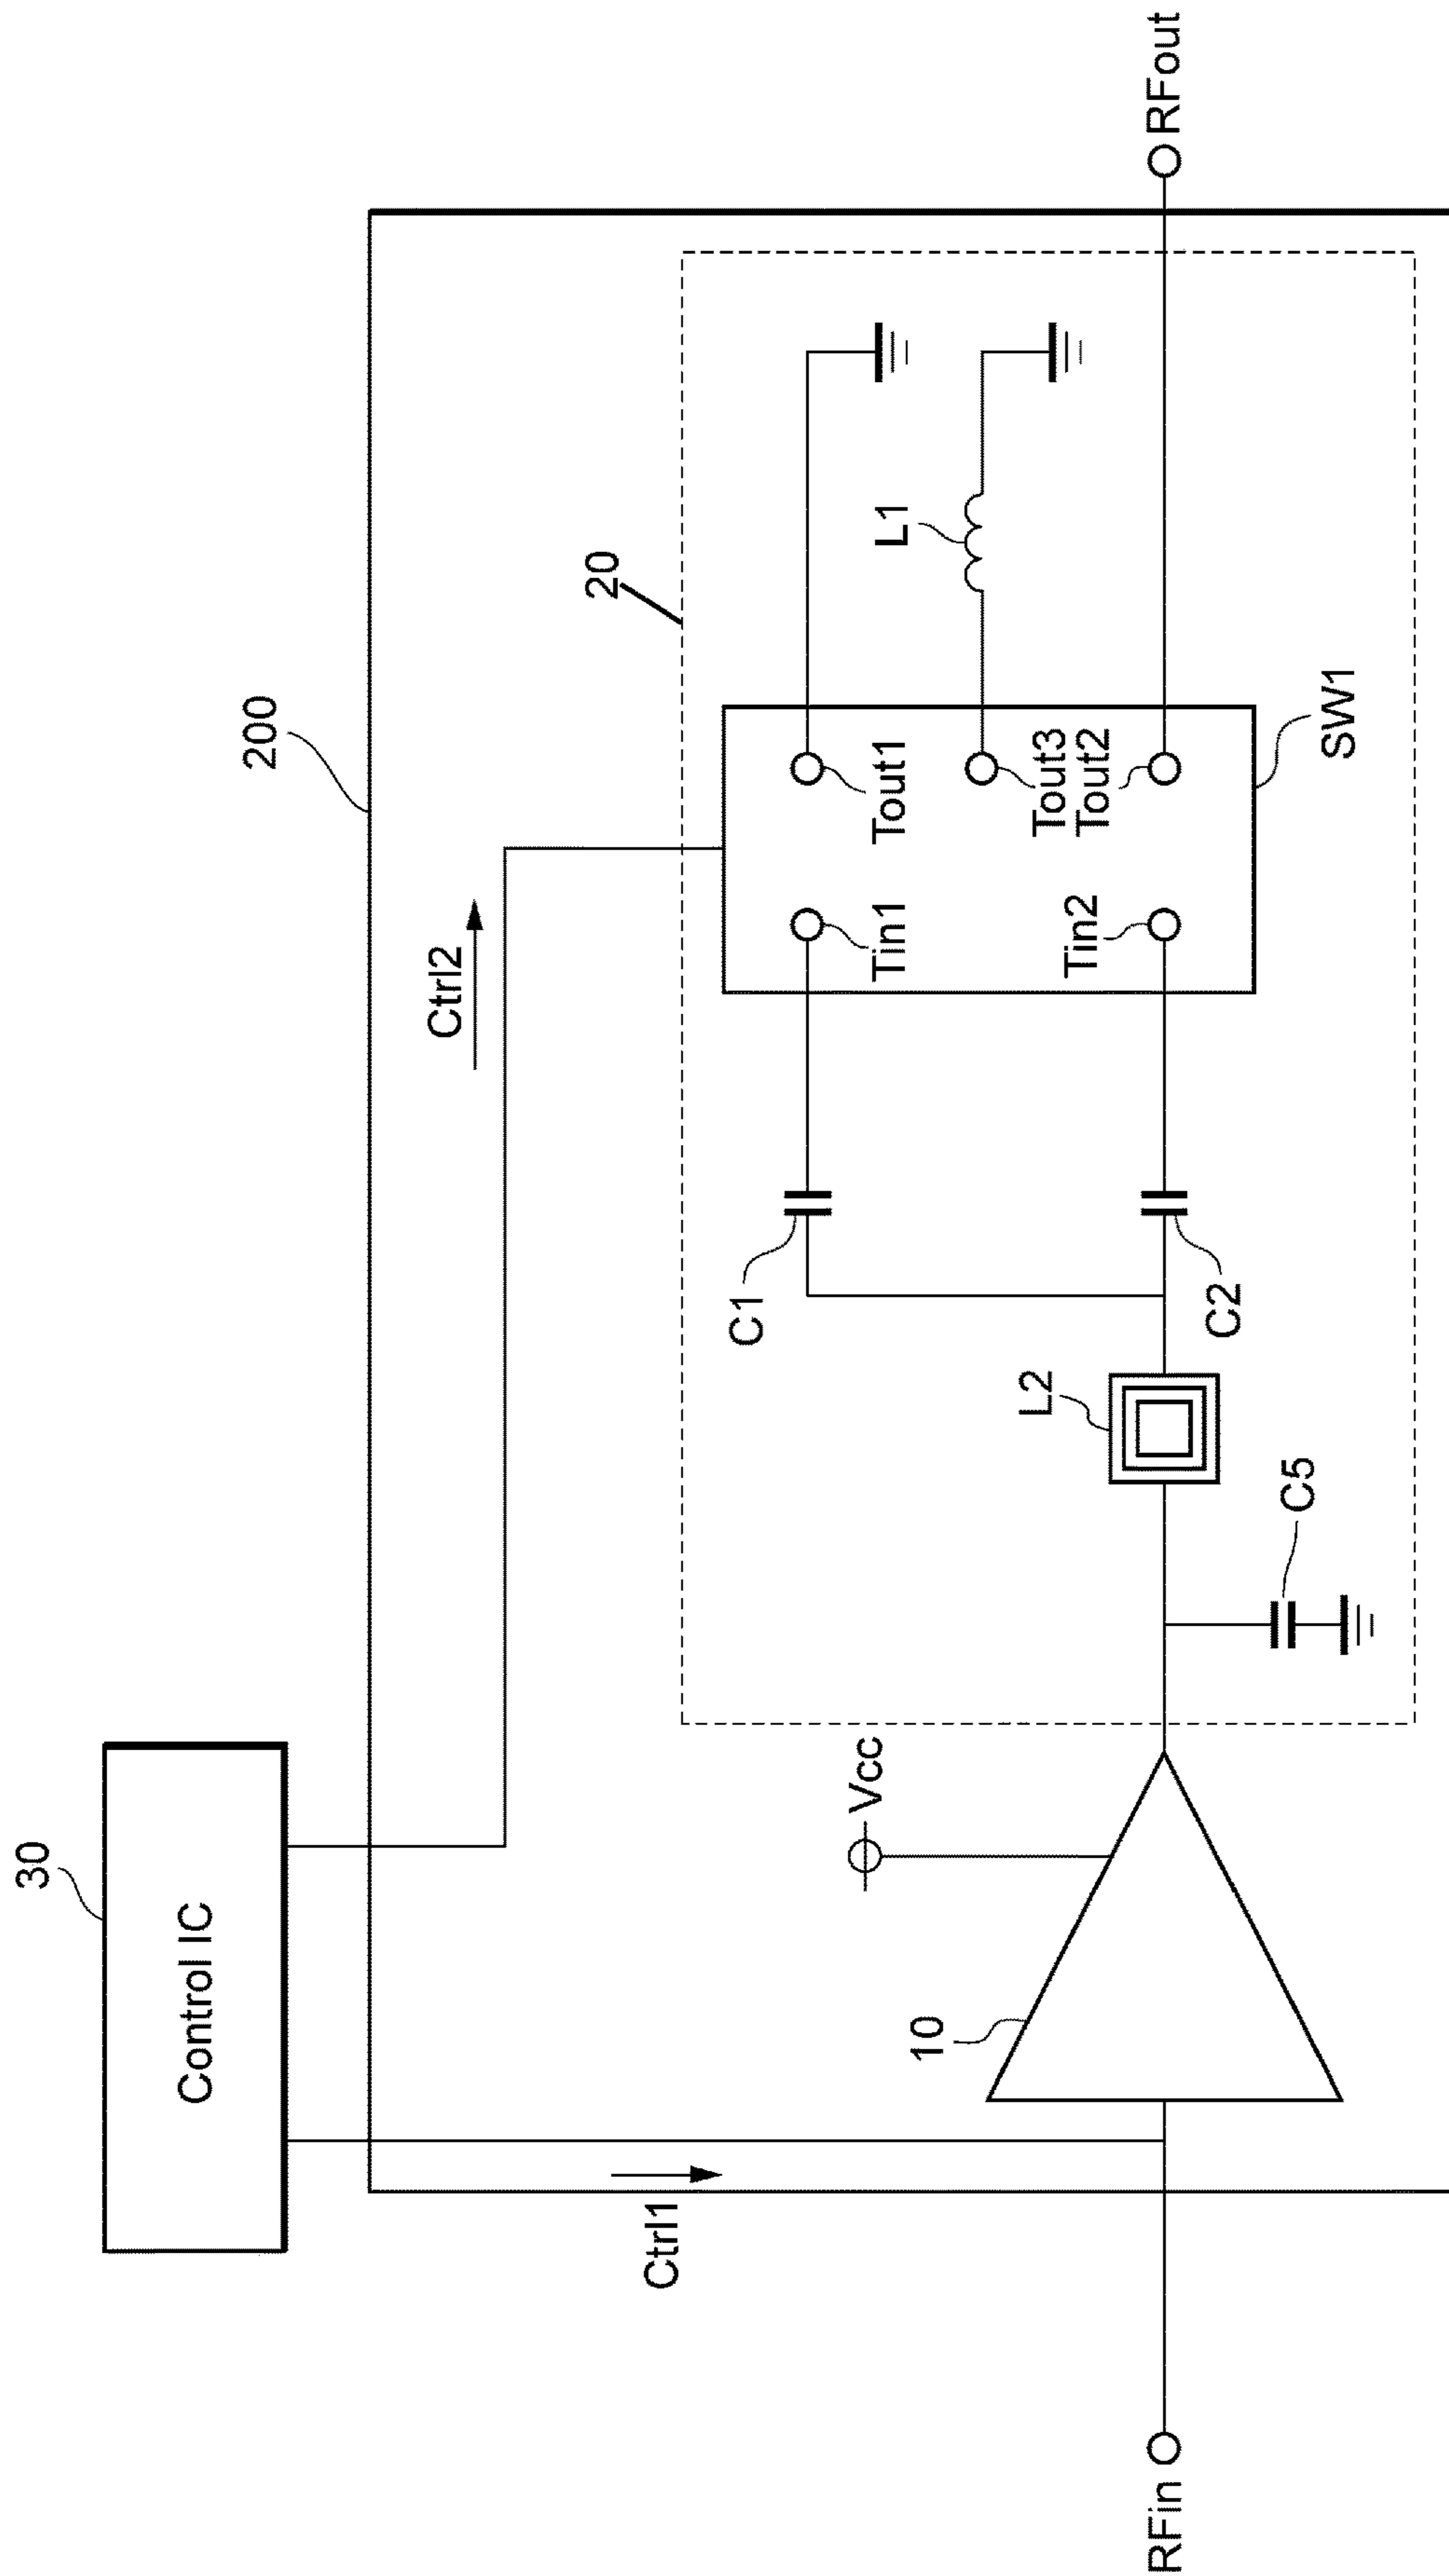 30
Control IC
200
Ctrl1
Ctrl2
20
Vcc
10
RFin
C5
L2
C1
C2
Tin1
Tin2
Tout1
Tout3
Tout2
L1
SW1
RFout